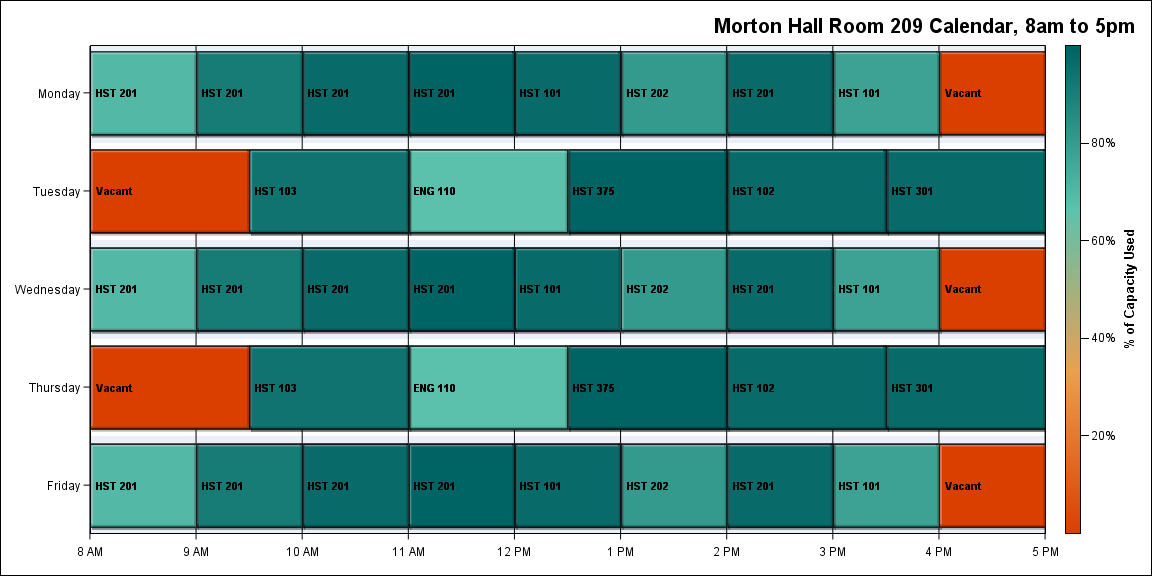 Morton Hall Room 209 Calendar, 8am to 5pm
Monday HST 201 HST 201 HST 201 HST 201 HST 101 HST 202 HST 201 HST 101 Vacant
80%
Tuesday Vacant HST 103 ENG 110 HST 375 HST 102 HST 301
60%
Wednesday HST 201 HST 201 HST 201 HST 201 HST 101 HST 202 HST 201 HST 101 Vacant
% of Capacity Used
40%
Thursday Vacant HST 103 ENG 110 HST 375 HST 102 HST 301
20%
Friday HST 201 HST 201 HST 201 HST 201 HST 101 HST 202 HST 201 HST 101 Vacant
8 AM 9 AM 10 AM 11 AM 12 PM 1 PM 2 PM 3 PM 4 PM 5 PM